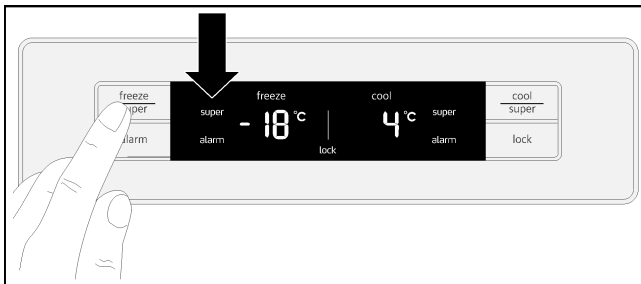 freeze
super
alarm
freeze
super
-18°C
alarm
lock
cool
4°C
super
alarm
cool
super
lock